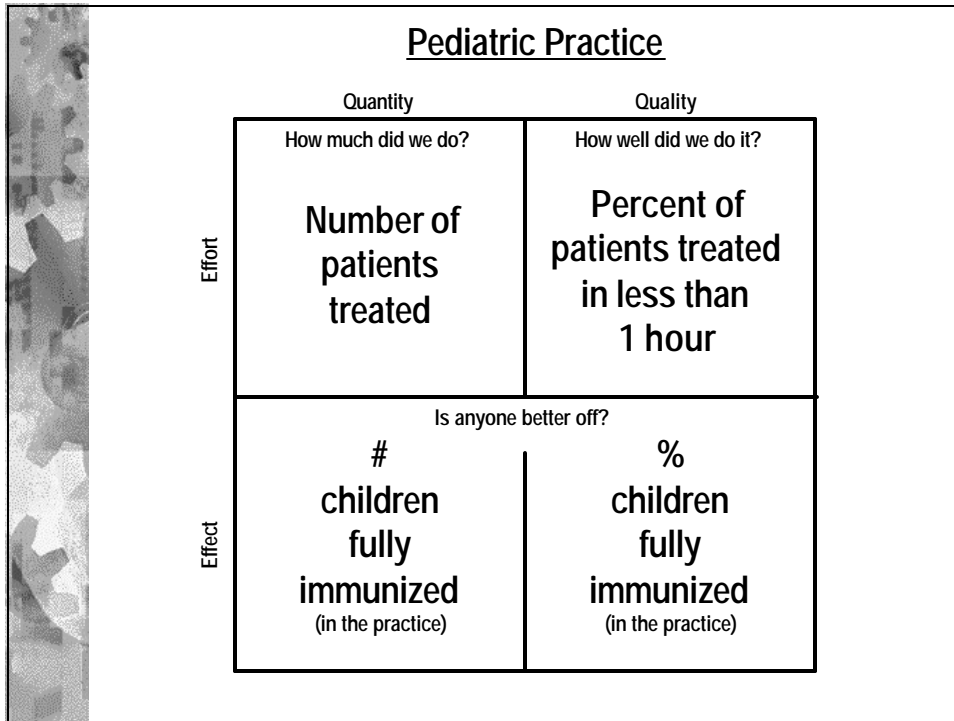 Pediatric Practice
Quantity
Quality
How much did we do?
How well did we do it?
Effort
Number of
patients
treated
Percent of
patients treated
in less than
1 hour
Is anyone better off?
Effect
#
children
fully
immunized
(in the practice)
%
children
fully
immunized
(in the practice)